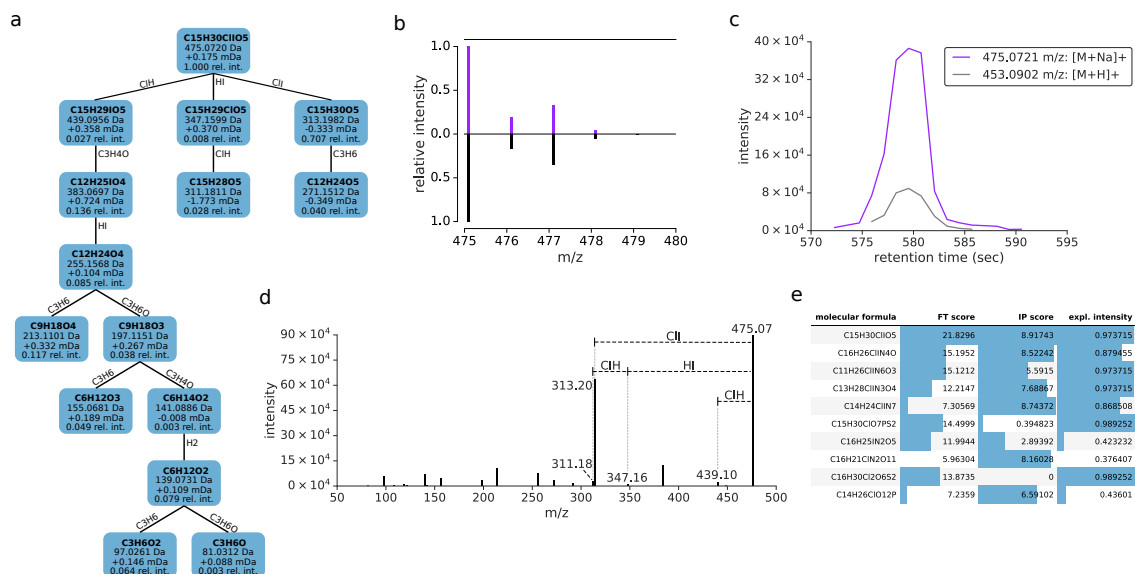 a
C15H30ClIO5
475.0720 Da
+0.175 mDa
1.000 rel. int.
ClH
HI
ClI
C15H29IO5
439.0956 Da
+0.358 mDa
0.027 rel. int.
C15H29ClO5
347.1599 Da
+0.370 mDa
0.008 rel. int.
C15H30O5
313.1982 Da
-0.333 mDa
0.707 rel. int.
C3H4O
ClH
C3H6
C12H25IO4
383.0697 Da
+0.724 mDa
0.136 rel. int.
C15H28O5
311.1811 Da
-1.773 mDa
0.028 rel. int.
C12H24O5
271.1512 Da
-0.349 mDa
0.040 rel. int.
HI
C12H24O4
255.1568 Da
+0.104 mDa
0.085 rel. int.
C3H6
C3H6O
C9H18O4
213.1101 Da
+0.332 mDa
0.117 rel. int.
C9H18O3
197.1151 Da
+0.267 mDa
0.038 rel. int.
C3H6
C3H4O
C6H12O3
155.0681 Da
+0.189 mDa
0.049 rel. int.
C6H14O2
141.0886 Da
-0.008 mDa
0.003 rel. int.
H2
C6H12O2
139.0731 Da
+0.109 mDa
0.079 rel. int.
C3H6
C3H6O
C3H6O2
97.0261 Da
+0.146 mDa
0.064 rel. int.
C3H6O
81.0312 Da
+0.088 mDa
0.003 rel. int.
b
relative intensity
1.0
0.5
0.0
0.5
1.0
475 476 477 478 479 480
m/z
c
intensity
40 × 10⁴
32 × 10⁴
24 × 10⁴
16 × 10⁴
8 × 10⁴
0 × 10⁴
475.0721 m/z: [M+Na]+
453.0902 m/z: [M+H]+
570 575 580 585 590 595
retention time (sec)
d
intensity
90 × 10⁴
75 × 10⁴
60 × 10⁴
45 × 10⁴
30 × 10⁴
15 × 10⁴
0 × 10⁴
475.07
ClI
ClH
HI
ClH
313.20
311.18
347.16
439.10
50 100 150 200 250 300 350 400 450 500
m/z
e
molecular formula FT score IP score expl. intensity
C15H30ClIO5 21.8296 8.91743 0.973715
C16H26ClIN4O 15.1952 8.52242 0.879455
C11H26ClIN6O3 15.1212 5.5915 0.973715
C13H28ClIN3O4 12.2147 7.68867 0.973715
C14H24ClIN7 7.30569 8.74372 0.868508
C15H30ClO7PS2 14.4999 0.394823 0.989252
C16H25IN2O5 11.9944 2.89392 0.423232
C16H21ClN2O11 5.96304 8.16028 0.376407
C16H30Cl2O6S2 13.8735 0 0.989252
C14H26ClO12P 7.2359 6.59102 0.43601